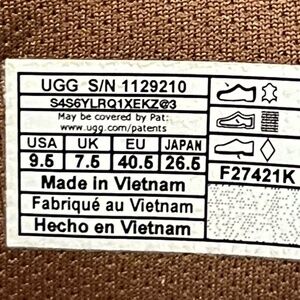 UGG S/N 1129210
S4S6YLRQ1XEKZ@3
May be covered by Pat:
www.ugg.com/patents
USA UK EU JAPAN
9.5 7.5 40.5 26.5
F27421K
Made in Vietnam
Fabriqué au Vietnam
Hecho en Vietnam